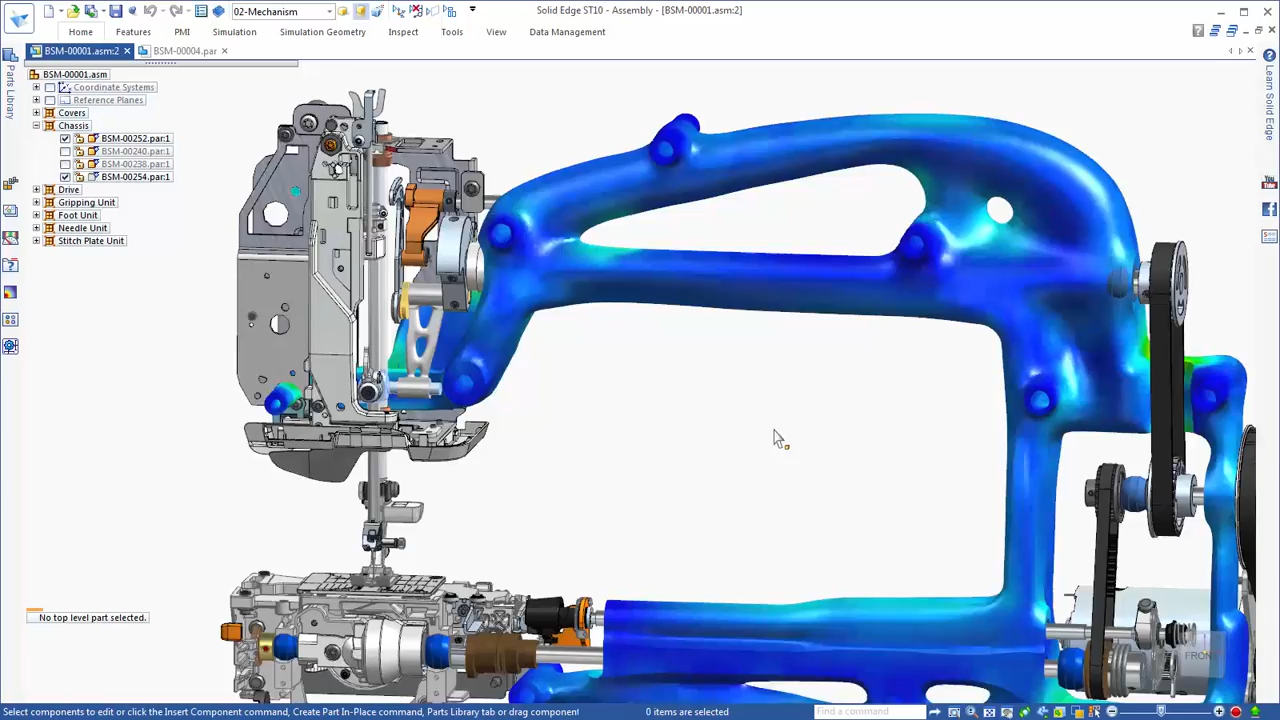 02-Mechanism
Solid Edge ST10 - Assembly - [BSM-00001.asm:2]
Home
Features
PMI
Simulation
Simulation Geometry
Inspect
Tools
View
Data Management
BSM-00001.asm:2
BSM-00004.par
Parts Library
Learn Solid Edge
BSM-00001.asm
Coordinate Systems
Reference Planes
Covers
Chassis
BSM-00252.par:1
BSM-00240.par:1
BSM-00238.par:1
BSM-00254.par:1
Drive
Gripping Unit
Foot Unit
Needle Unit
Stitch Plate Unit
You
No top level part selected.
FRONT
Select components to edit or click the Insert Component command, Create Part In-Place command, Parts Library tab or drag component
0 items are selected
Find a command